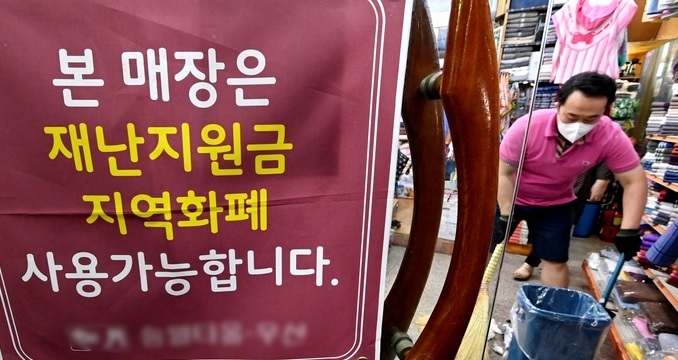 본 매장은
재난지원금
지역화폐
사용가능합니다.